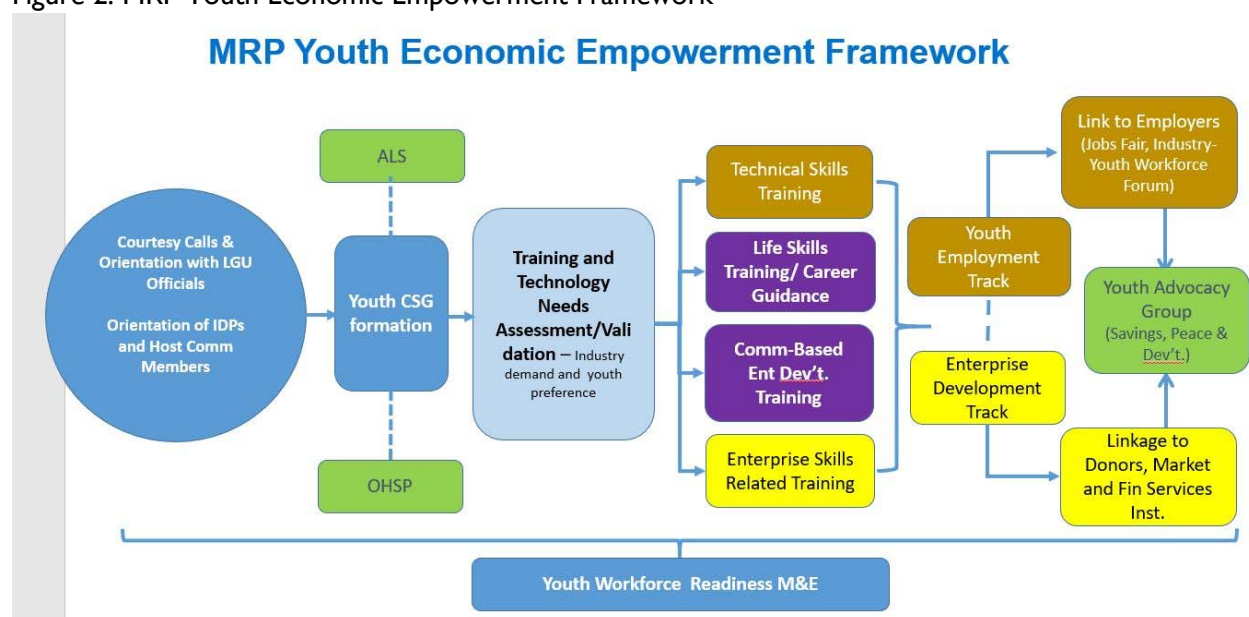 Figure 2. MRP Youth Economic Empowerment Framework
MRP Youth Economic Empowerment Framework
Courtesy Calls &
Orientation with LGU
Officials
Orientation of IDPs
and Host Comm
Members
ALS
Youth CSG
formation
OHSP
Training and
Technology
Needs
Assessment/Vali
dation – Industry
demand and youth
preference
Technical Skills
Training
Life Skills
Training/ Career
Guidance
Comm-Based
Ent Dev't.
Training
Enterprise Skills
Related Training
Youth
Employment
Track
Enterprise
Development
Track
Link to Employers
(Jobs Fair, Industry-
Youth Workforce
Forum)
Youth Advocacy
Group
(Savings, Peace &
Dev't.)
Linkage to
Donors, Market
and Fin Services
Inst.
Youth Workforce Readiness M&E